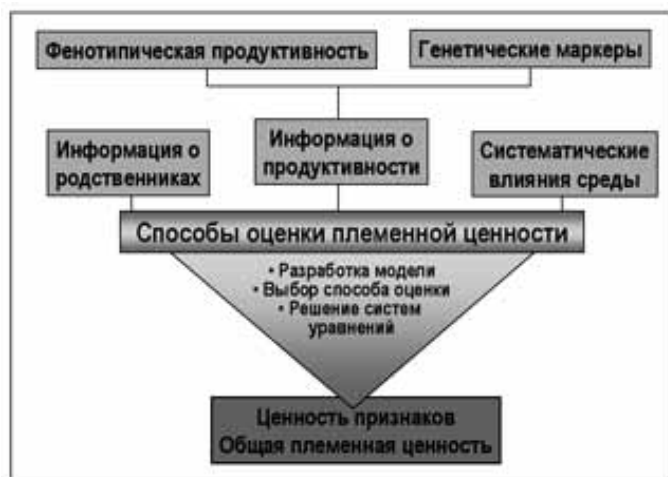 Фенотипическая продуктивность
Генетические маркеры
Информация о
родственниках
Информация о
продуктивности
Систематические
влияния среды
Способы оценки племенной ценности
• Разработка модели
• Выбор способа оценки
• Решение систем
уравнений
Ценность признаков
Общая племенная ценность